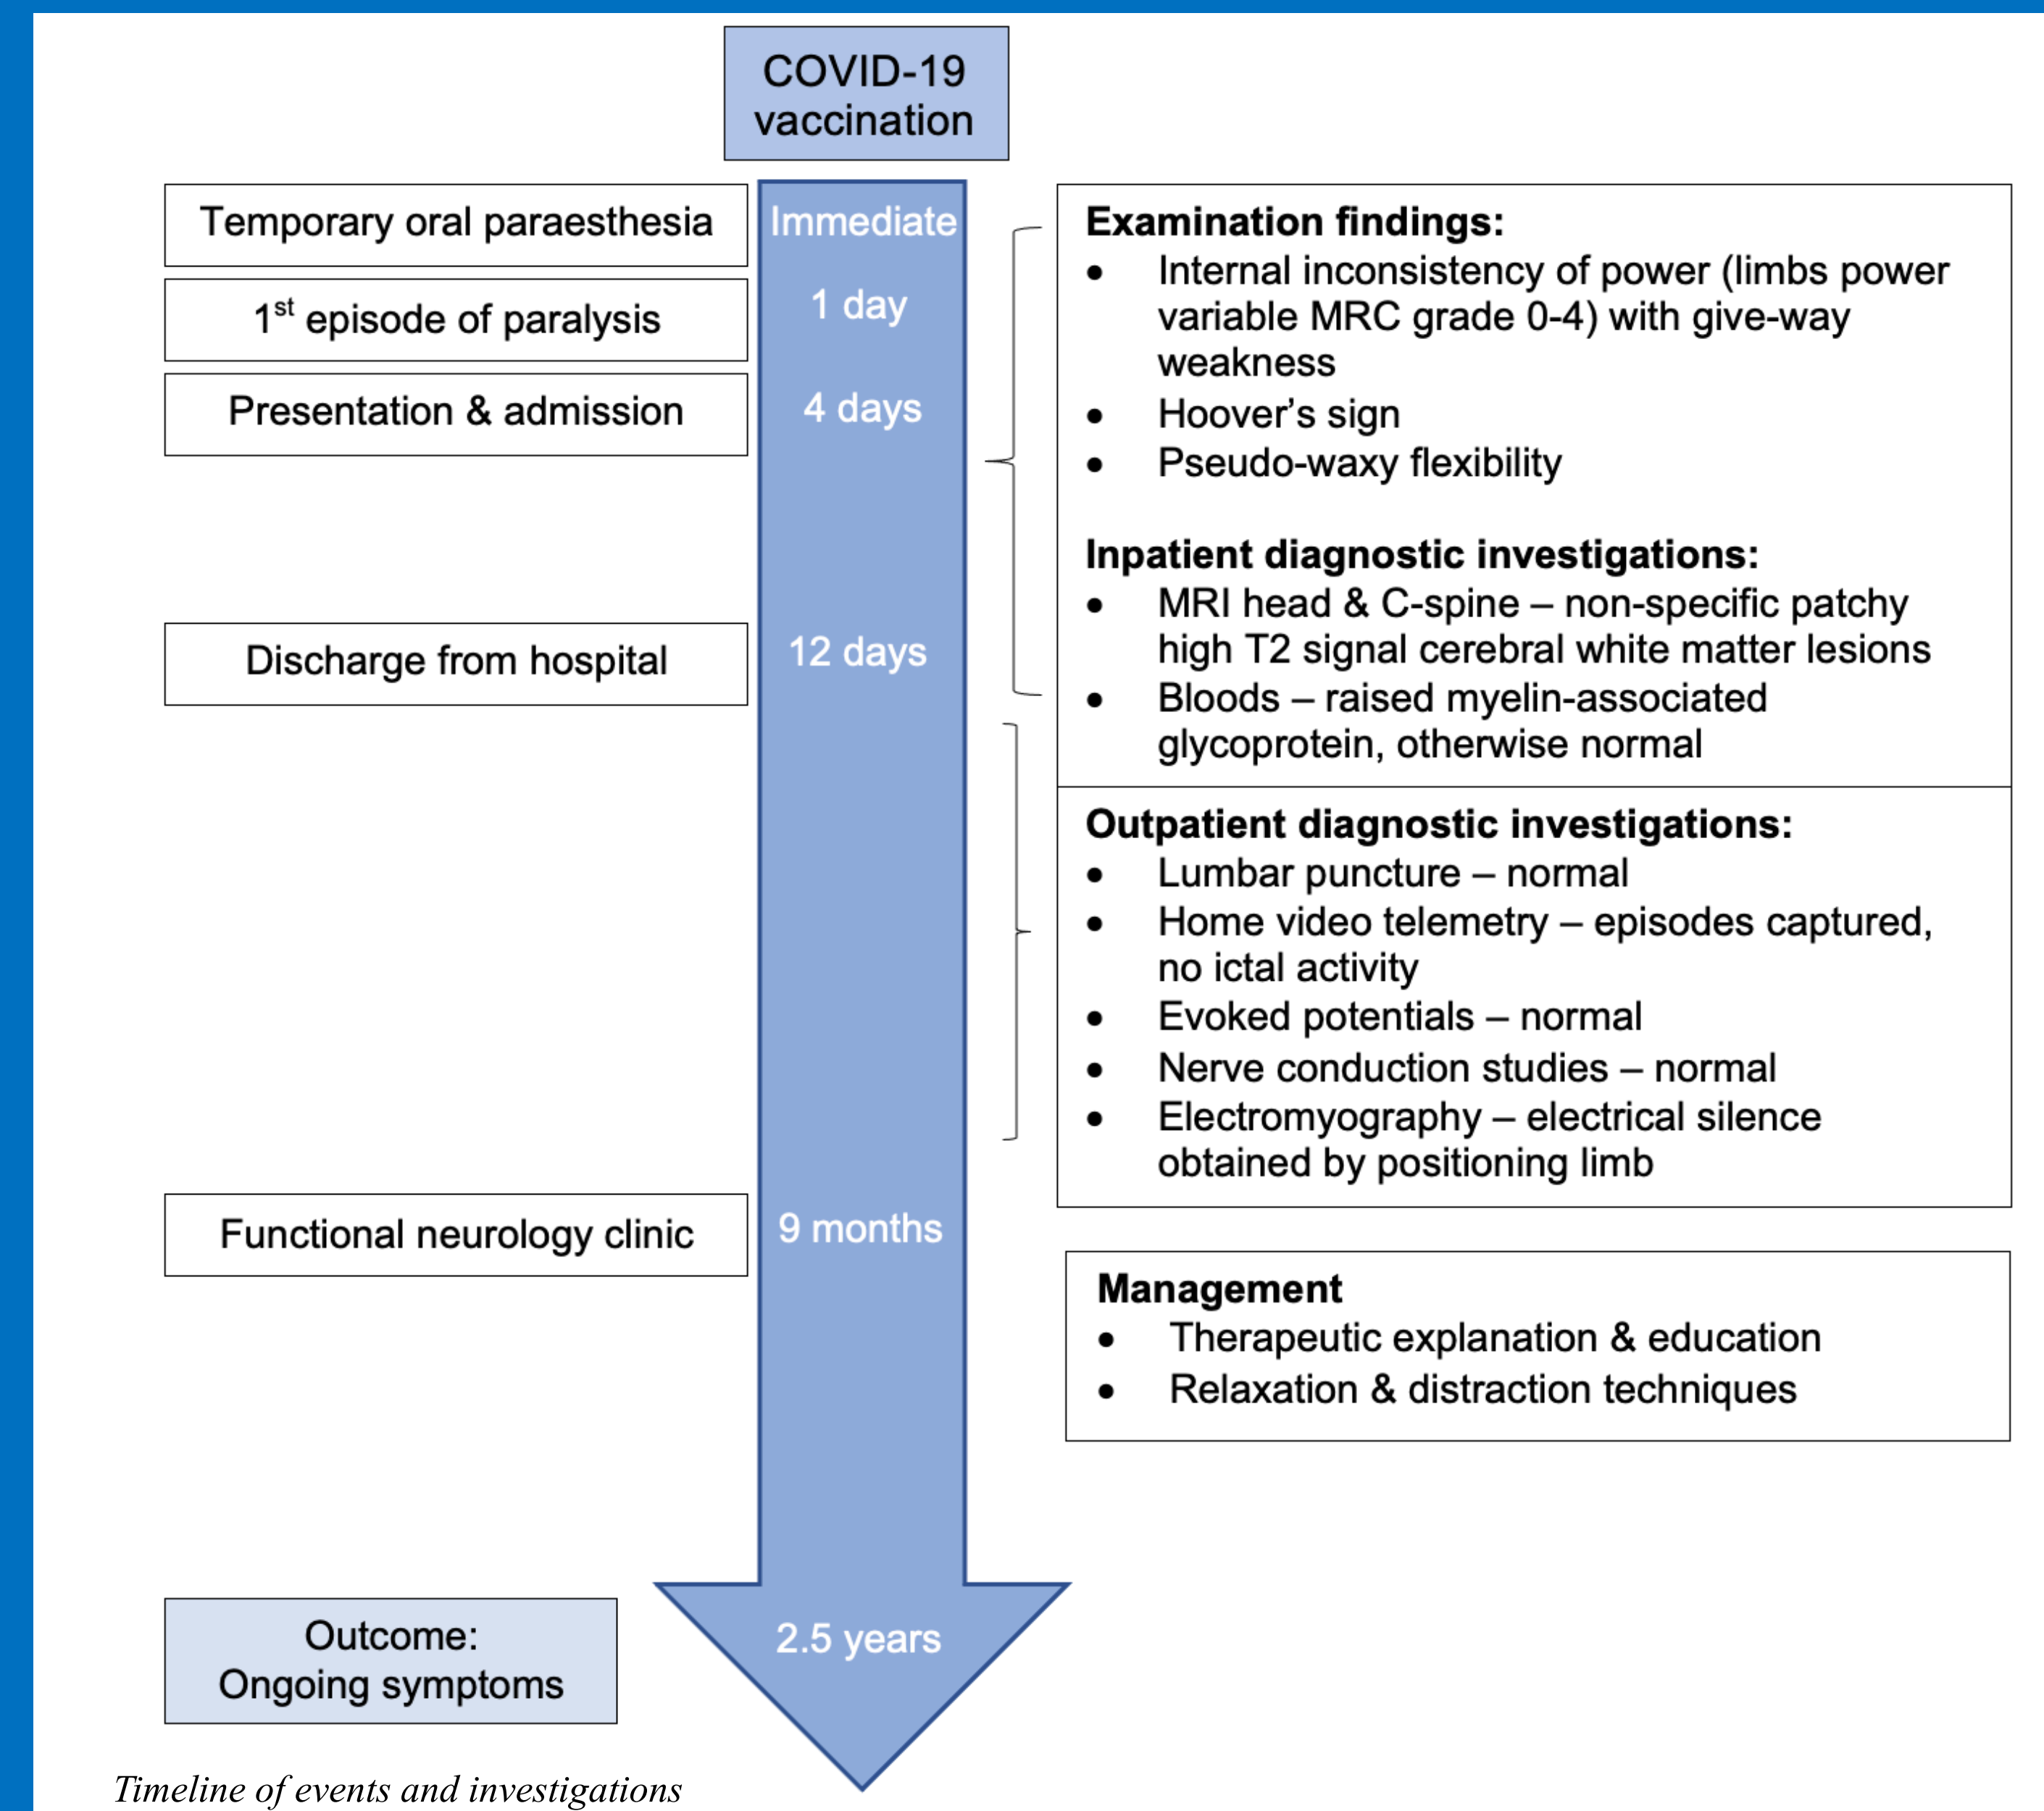 COVID-19
vaccination
Temporary oral paraesthesia
Immediate
1st episode of paralysis
1 day
Presentation & admission
4 days
Discharge from hospital
12 days
Functional neurology clinic
9 months
Outcome:
Ongoing symptoms
2.5 years
Examination findings:
• Internal inconsistency of power (limbs power
variable MRC grade 0-4) with give-way
weakness
• Hoover’s sign
• Pseudo-waxy flexibility
Inpatient diagnostic investigations:
• MRI head & C-spine – non-specific patchy
high T2 signal cerebral white matter lesions
• Bloods – raised myelin-associated
glycoprotein, otherwise normal
Outpatient diagnostic investigations:
• Lumbar puncture – normal
• Home video telemetry – episodes captured,
no ictal activity
• Evoked potentials – normal
• Nerve conduction studies – normal
• Electromyography – electrical silence
obtained by positioning limb
Management
• Therapeutic explanation & education
• Relaxation & distraction techniques
Timeline of events and investigations